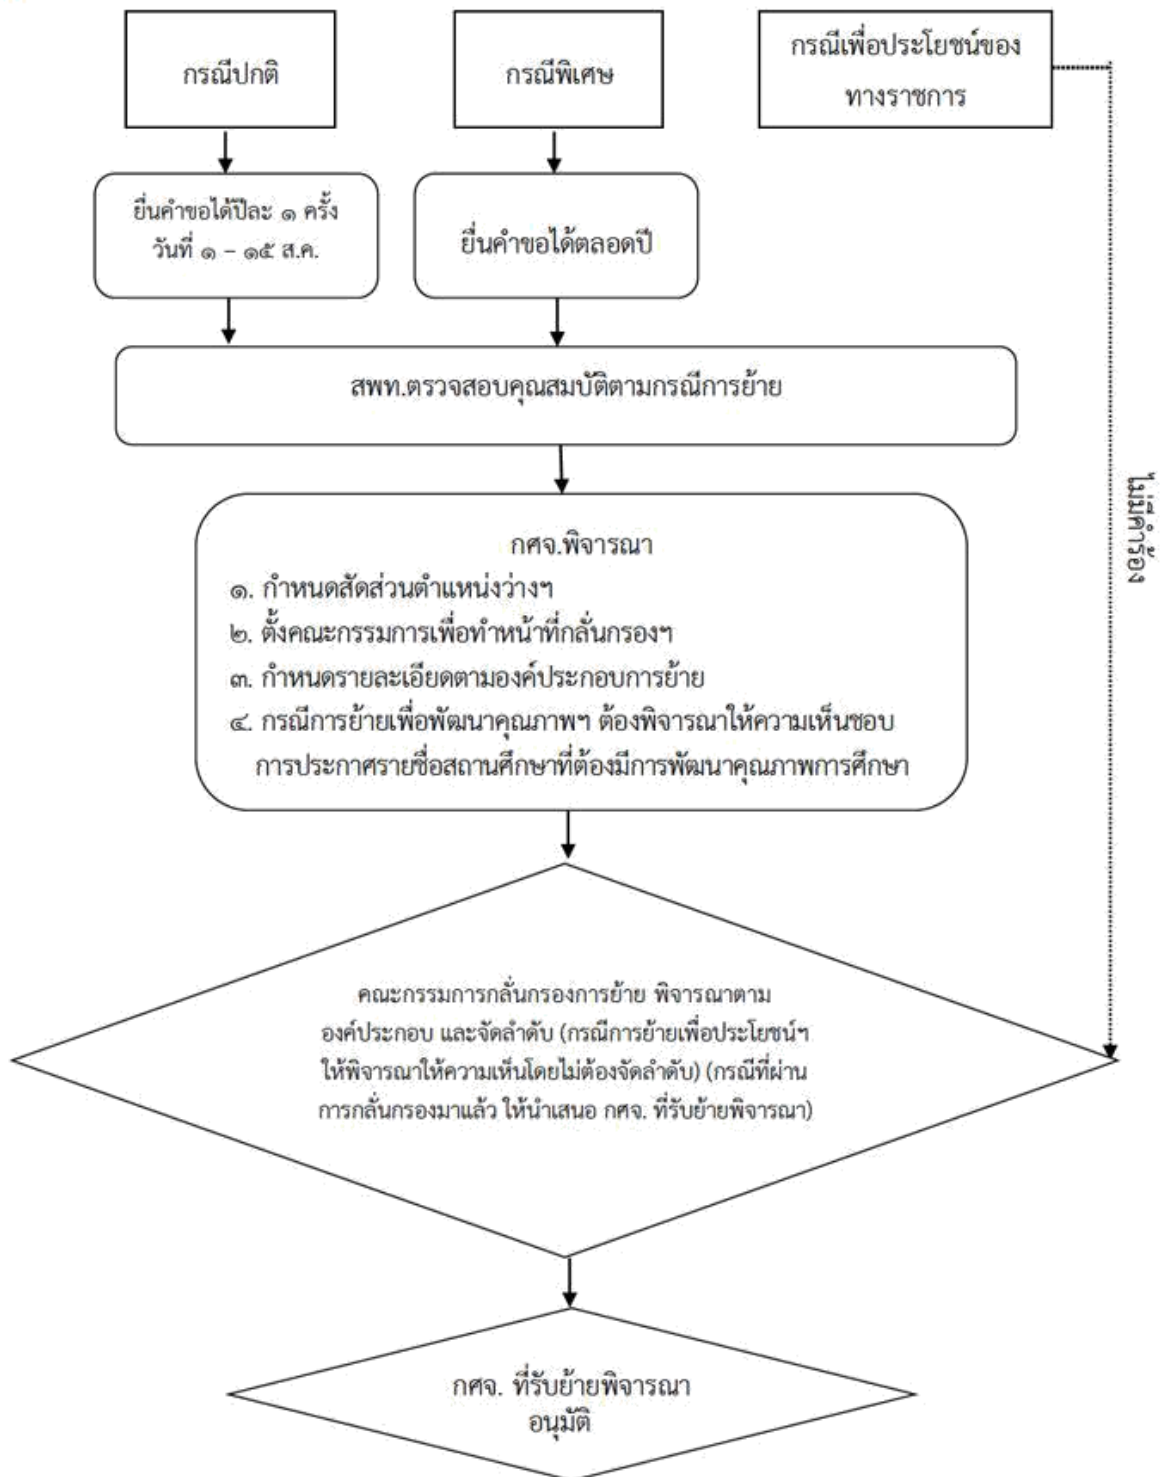 กรณีปกติ
กรณีพิเศษ
กรณีเพื่อประโยชน์ของ
ทางราชการ
ยื่นคำขอได้ปีละ ๑ ครั้ง
วันที่ ๑ – ๑๕ ส.ค.
ยื่นคำขอได้ตลอดปี
สพท.ตรวจสอบคุณสมบัติตามกรณีการย้าย
ไม่มีคำร้อง
กศจ.พิจารณา
๑. กำหนดสัดส่วนตำแหน่งว่างฯ
๒. ตั้งคณะกรรมการเพื่อทำหน้าที่กลั่นกรองฯ
๓. กำหนดรายละเอียดตามองค์ประกอบการย้าย
๔. กรณีการย้ายเพื่อพัฒนาคุณภาพฯ ต้องพิจารณาให้ความเห็นชอบ
การประกาศรายชื่อสถานศึกษาที่ต้องมีการพัฒนาคุณภาพการศึกษา
คณะกรรมการกลั่นกรองการย้าย พิจารณาตาม
องค์ประกอบ และจัดลำดับ (กรณีการย้ายเพื่อประโยชน์ฯ
ให้พิจารณาให้ความเห็นโดยไม่ต้องจัดลำดับ) (กรณีที่ผ่าน
การกลั่นกรองมาแล้ว ให้นำเสนอ กศจ. ที่รับย้ายพิจารณา)
กศจ. ที่รับย้ายพิจารณา
อนุมัติ